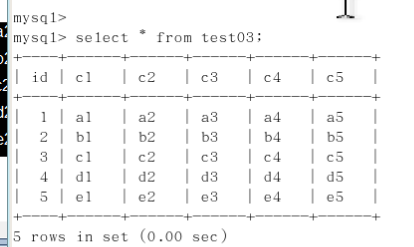 mysql>
mysql> select * from test03;
+----+------+------+------+------+------+
| id | c1   | c2   | c3   | c4   | c5   |
+----+------+------+------+------+------+
|  1 | a1   | a2   | a3   | a4   | a5   |
|  2 | b1   | b2   | b3   | b4   | b5   |
|  3 | c1   | c2   | c3   | c4   | c5   |
|  4 | d1   | d2   | d3   | d4   | d5   |
|  5 | e1   | e2   | e3   | e4   | e5   |
+----+------+------+------+------+------+
5 rows in set (0.00 sec)